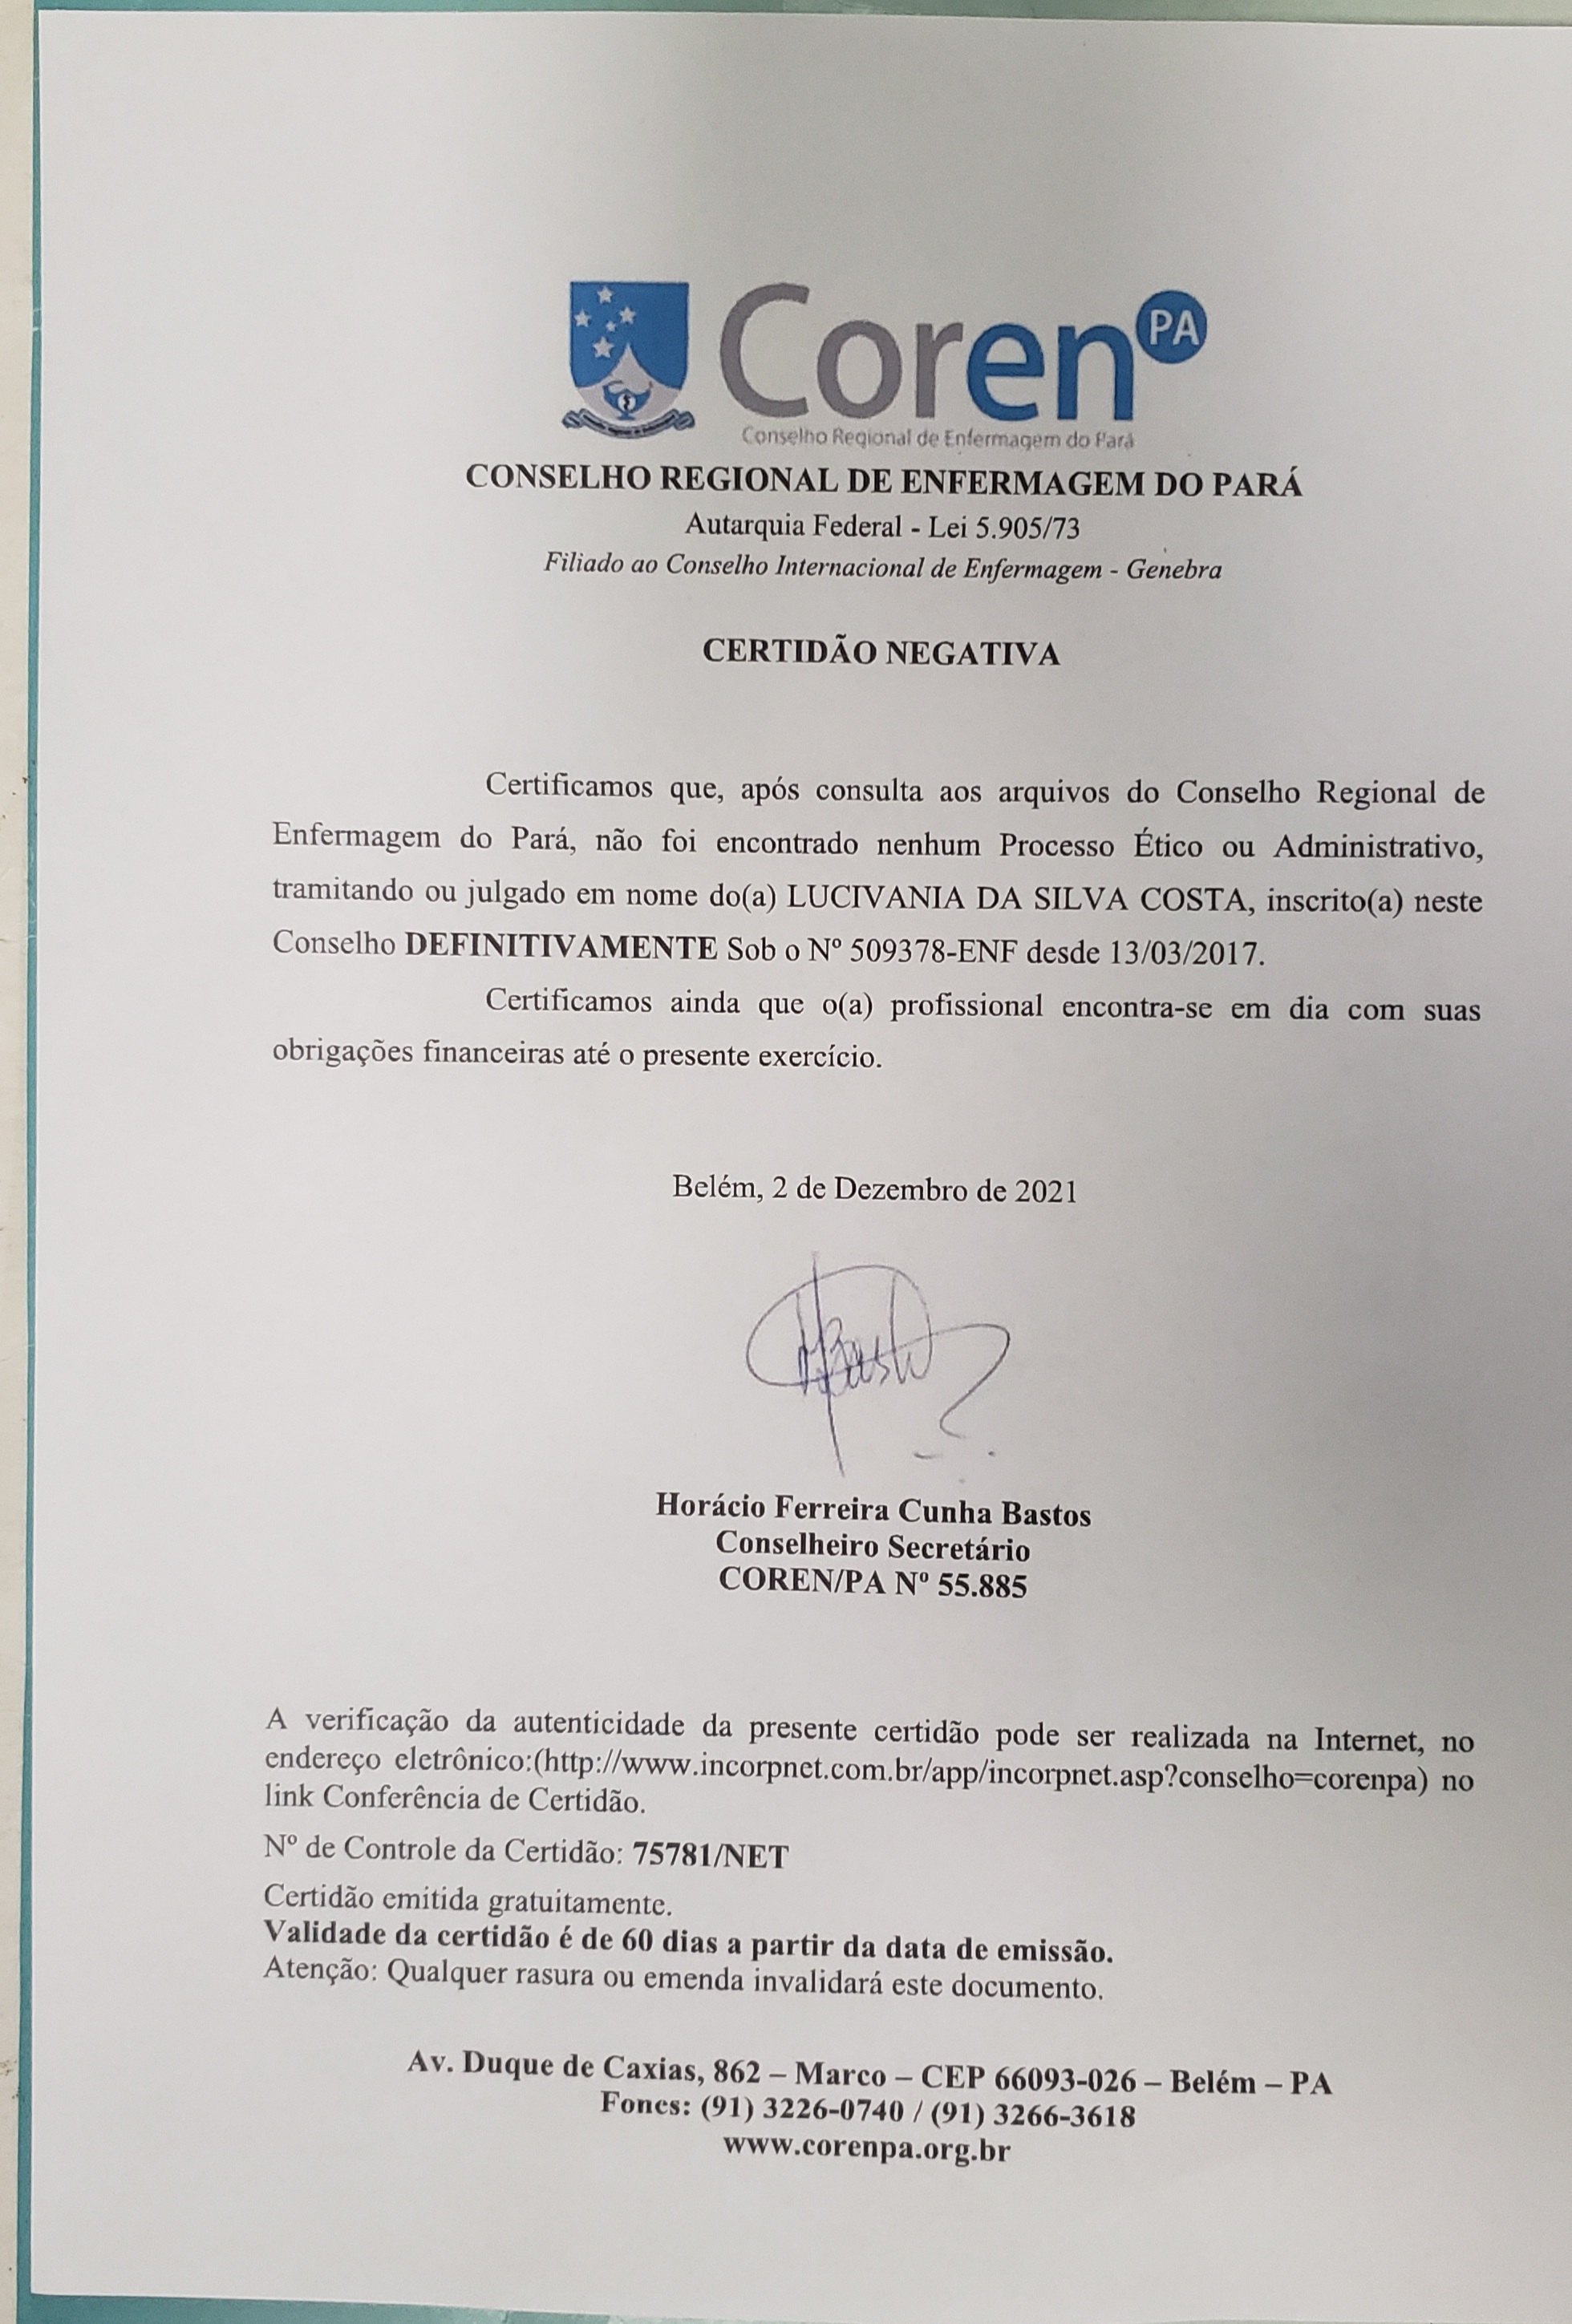 Coren PA
Conselho Regional de Enfermagem do Pará
CONSELHO REGIONAL DE ENFERMAGEM DO PARÁ
Autarquia Federal - Lei 5.905/73
Filiado ao Conselho Internacional de Enfermagem - Genebra
CERTIDÃO NEGATIVA
Certificamos que, após consulta aos arquivos do Conselho Regional de
Enfermagem do Pará, não foi encontrado nenhum Processo Ético ou Administrativo,
tramitando ou julgado em nome do(a) LUCIVANIA DA SILVA COSTA, inscrito(a) neste
Conselho DEFINITIVAMENTE Sob o Nº 509378-ENF desde 13/03/2017.
Certificamos ainda que o(a) profissional encontra-se em dia com suas
obrigações financeiras até o presente exercício.
Belém, 2 de Dezembro de 2021
Horácio Ferreira Cunha Bastos
Conselheiro Secretário
COREN/PA Nº 55.885
A verificação da autenticidade da presente certidão pode ser realizada na Internet, no
endereço eletrônico:(http://www.incorpnet.com.br/app/incorpnet.asp?conselho=corenpa) no
link Conferência de Certidão.
Nº de Controle da Certidão: 75781/NET
Certidão emitida gratuitamente.
Validade da certidão é de 60 dias a partir da data de emissão.
Atenção: Qualquer rasura ou emenda invalidará este documento.
Av. Duque de Caxias, 862 – Marco – CEP 66093-026 – Belém – PA
Fones: (91) 3226-0740 / (91) 3266-3618
www.corenpa.org.br